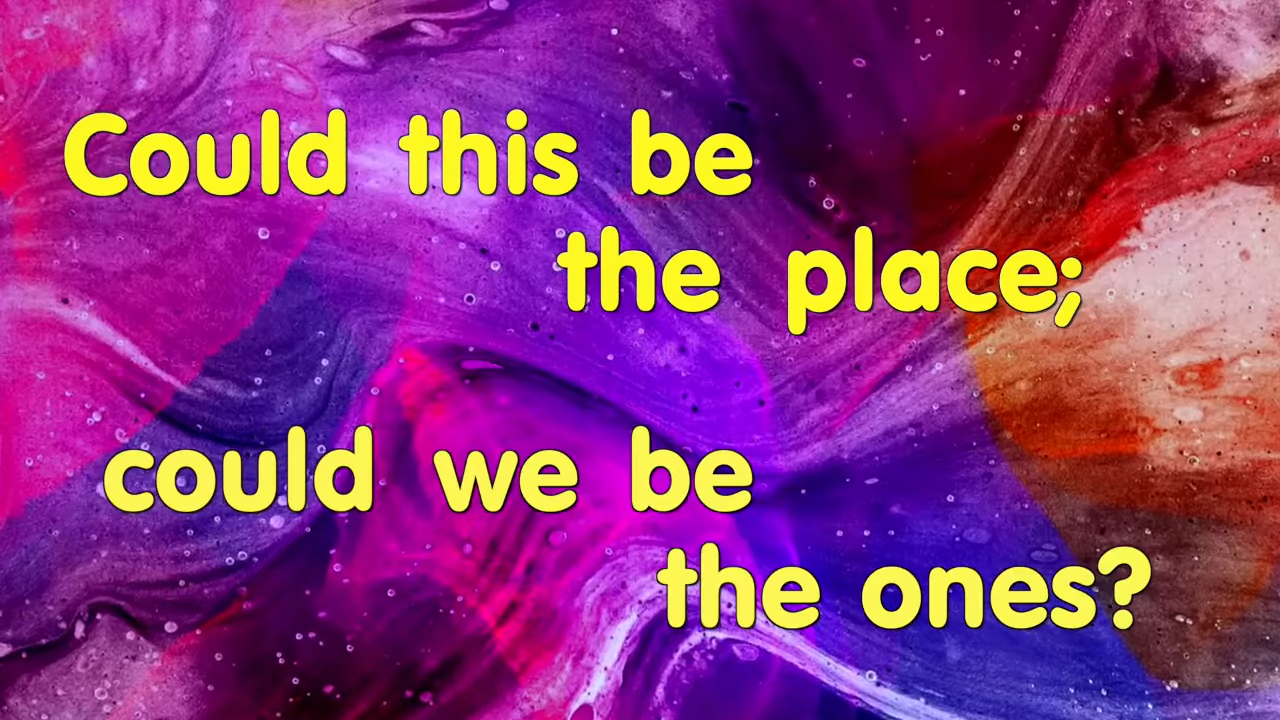 Could this be
the place;
could we be
the ones?